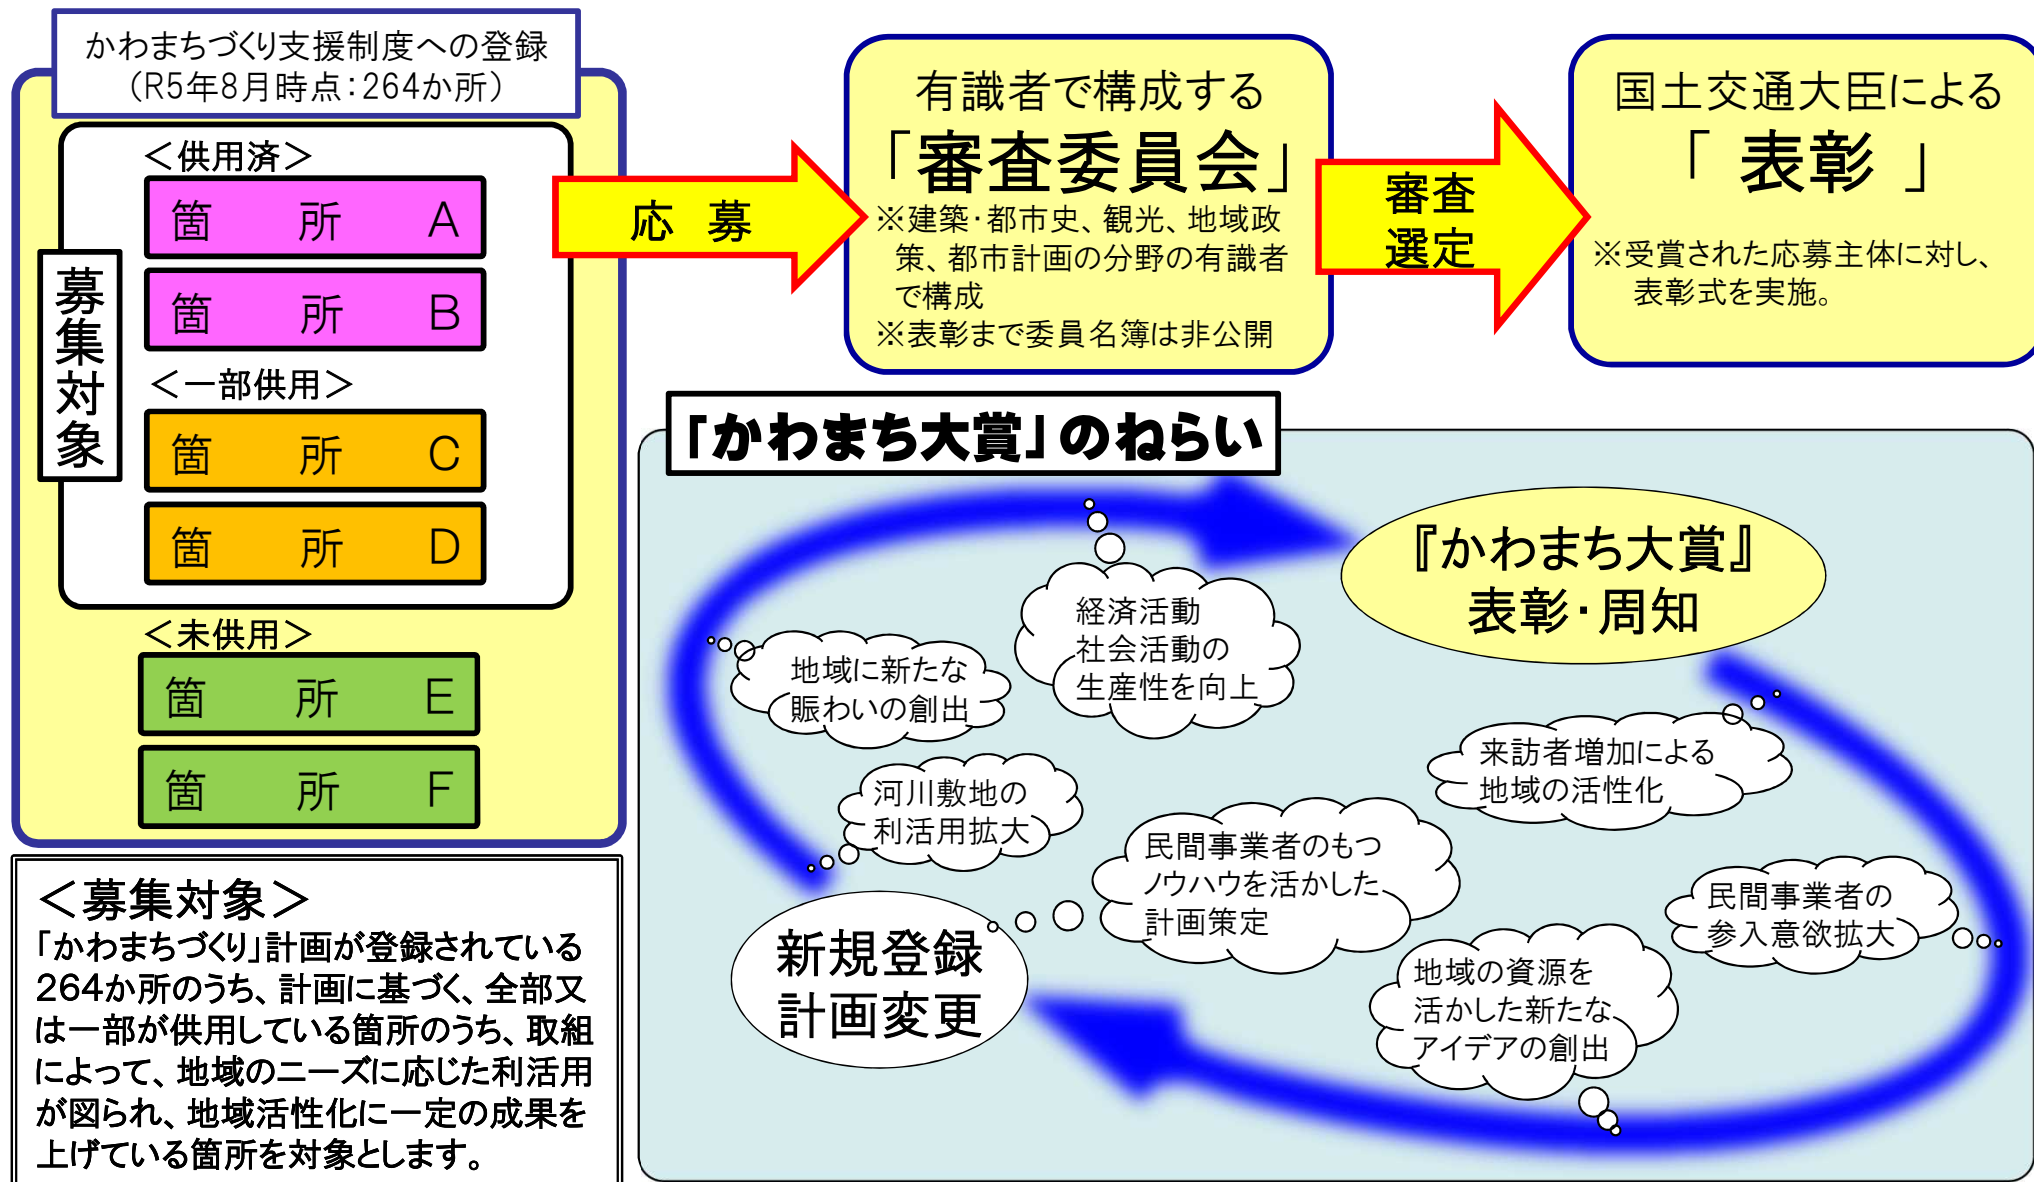 かわまちづくり支援制度への登録
（R5年8月時点：264か所）
募集対象
＜供用済＞
箇所A
箇所B
＜一部供用＞
箇所C
箇所D
＜未供用＞
箇所E
箇所F
応募
有識者で構成する
「審査委員会」
※建築・都市史、観光、地域政
策、都市計画の分野の有識者
で構成
※表彰まで委員名簿は非公開
審査
選定
国土交通大臣による
「表彰」
※受賞された応募主体に対し、
表彰式を実施。
＜募集対象＞
「かわまちづくり」計画が登録されている
264か所のうち、計画に基づく、全部又
は一部が供用している箇所のうち、取組
によって、地域のニーズに応じた利活用
が図られ、地域活性化に一定の成果を
上げている箇所を対象とします。
「かわまち大賞」のねらい
『かわまち大賞』
表彰・周知
経済活動
社会活動の
生産性を向上
地域に新たな
賑わいの創出
河川敷地の
利活用拡大
来訪者増加による
地域の活性化
民間事業者のもつ
ノウハウを活かした
計画策定
民間事業者の
参入意欲拡大
地域の資源を
活かした新たな
アイデアの創出
新規登録
計画変更